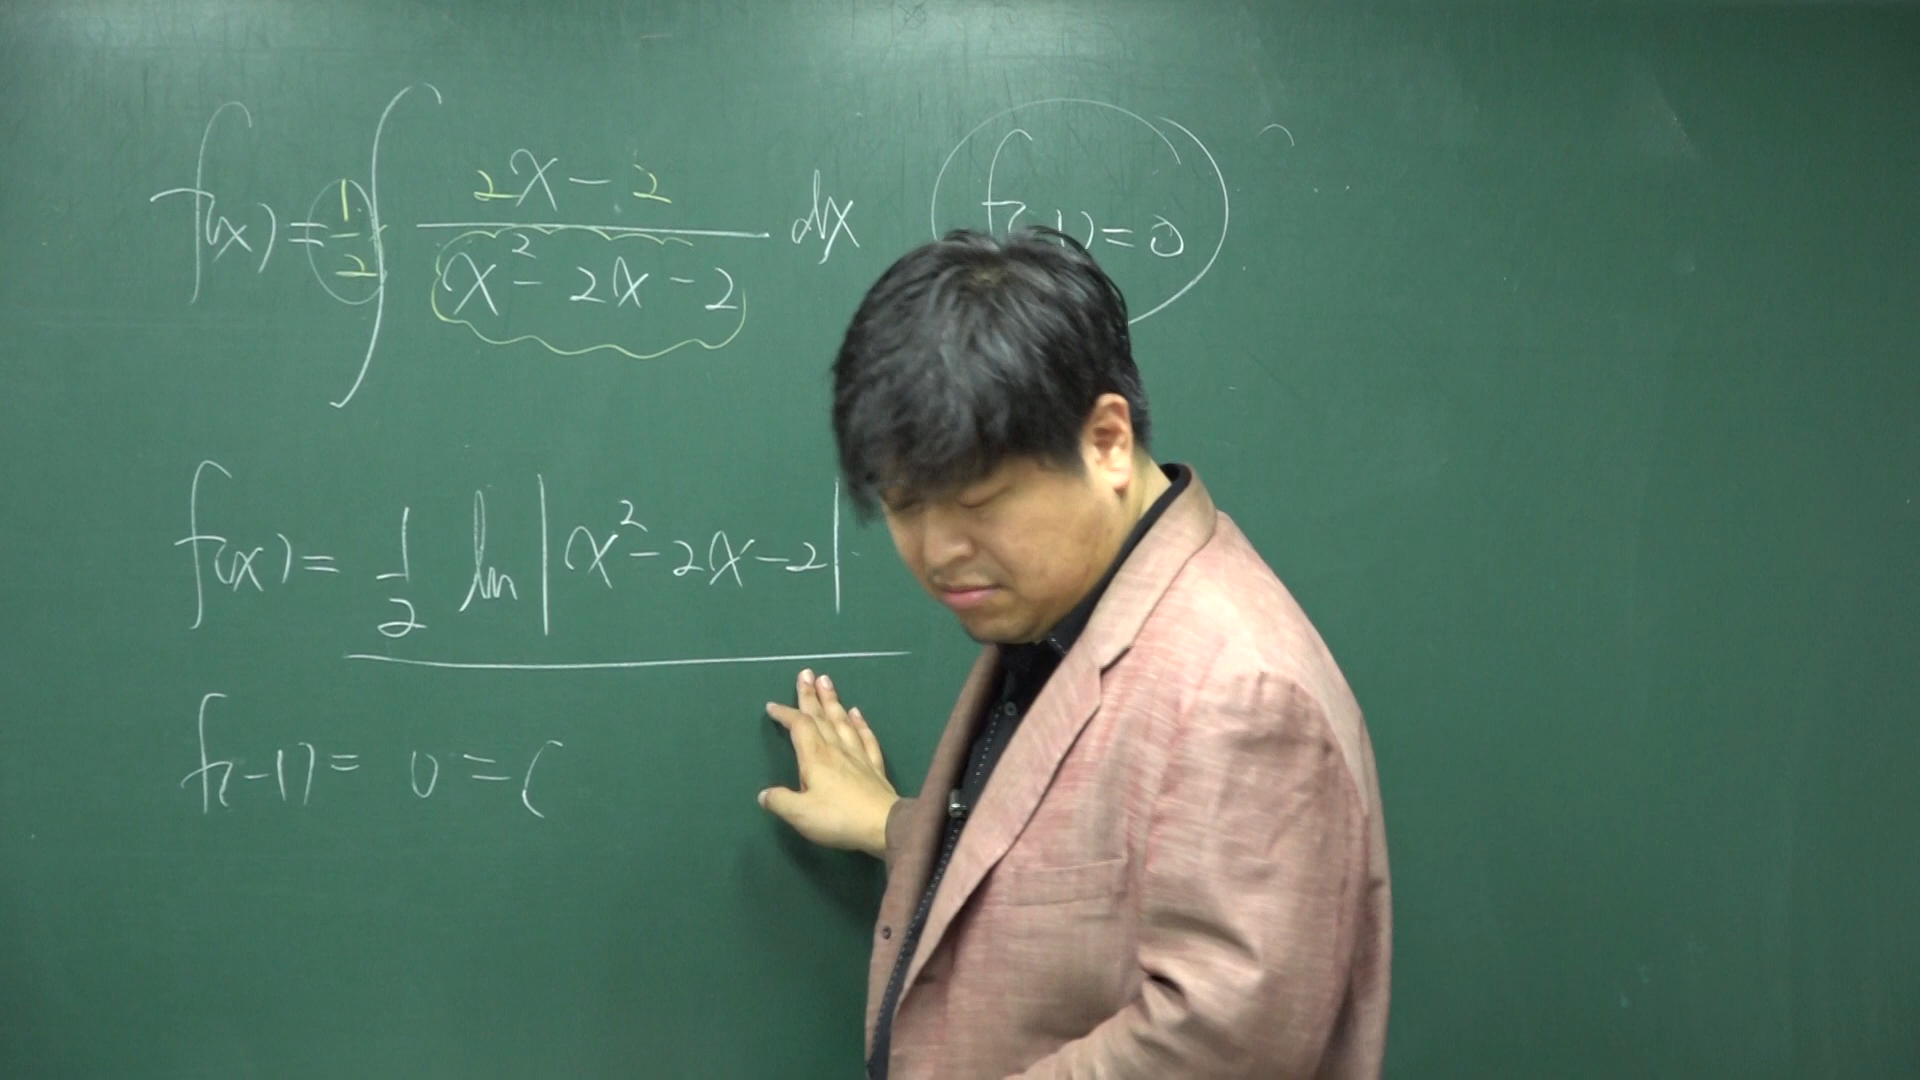 f(x) = 1/2 ∫ (2x - 2)/(x² - 2x - 2) dx f(-1) = 0
f(x) = 1/2 ln |x² - 2x - 2|
f(-1) = 0 = C